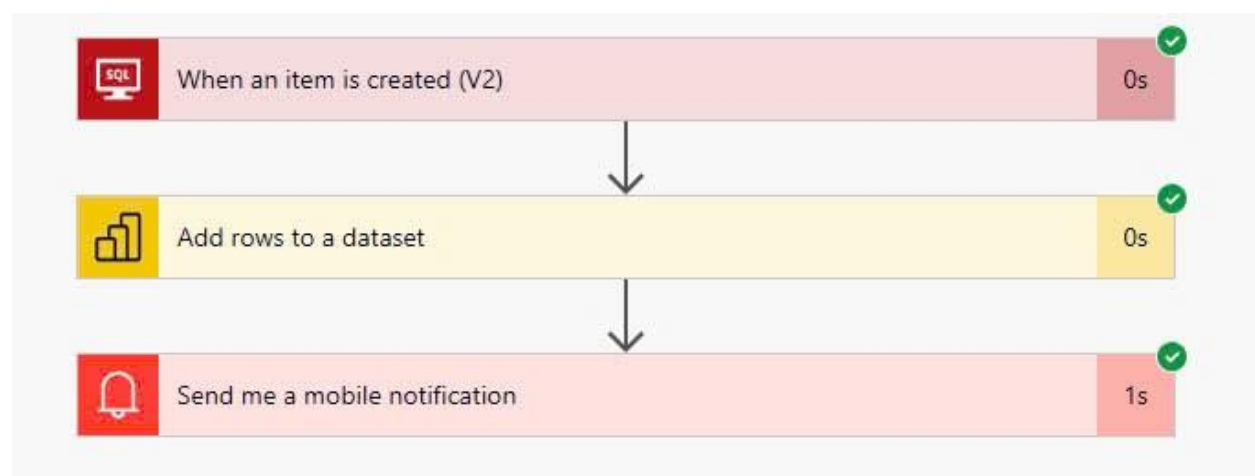 SQL
When an item is created (V2)
0s
Add rows to a dataset
0s
Send me a mobile notification
1s